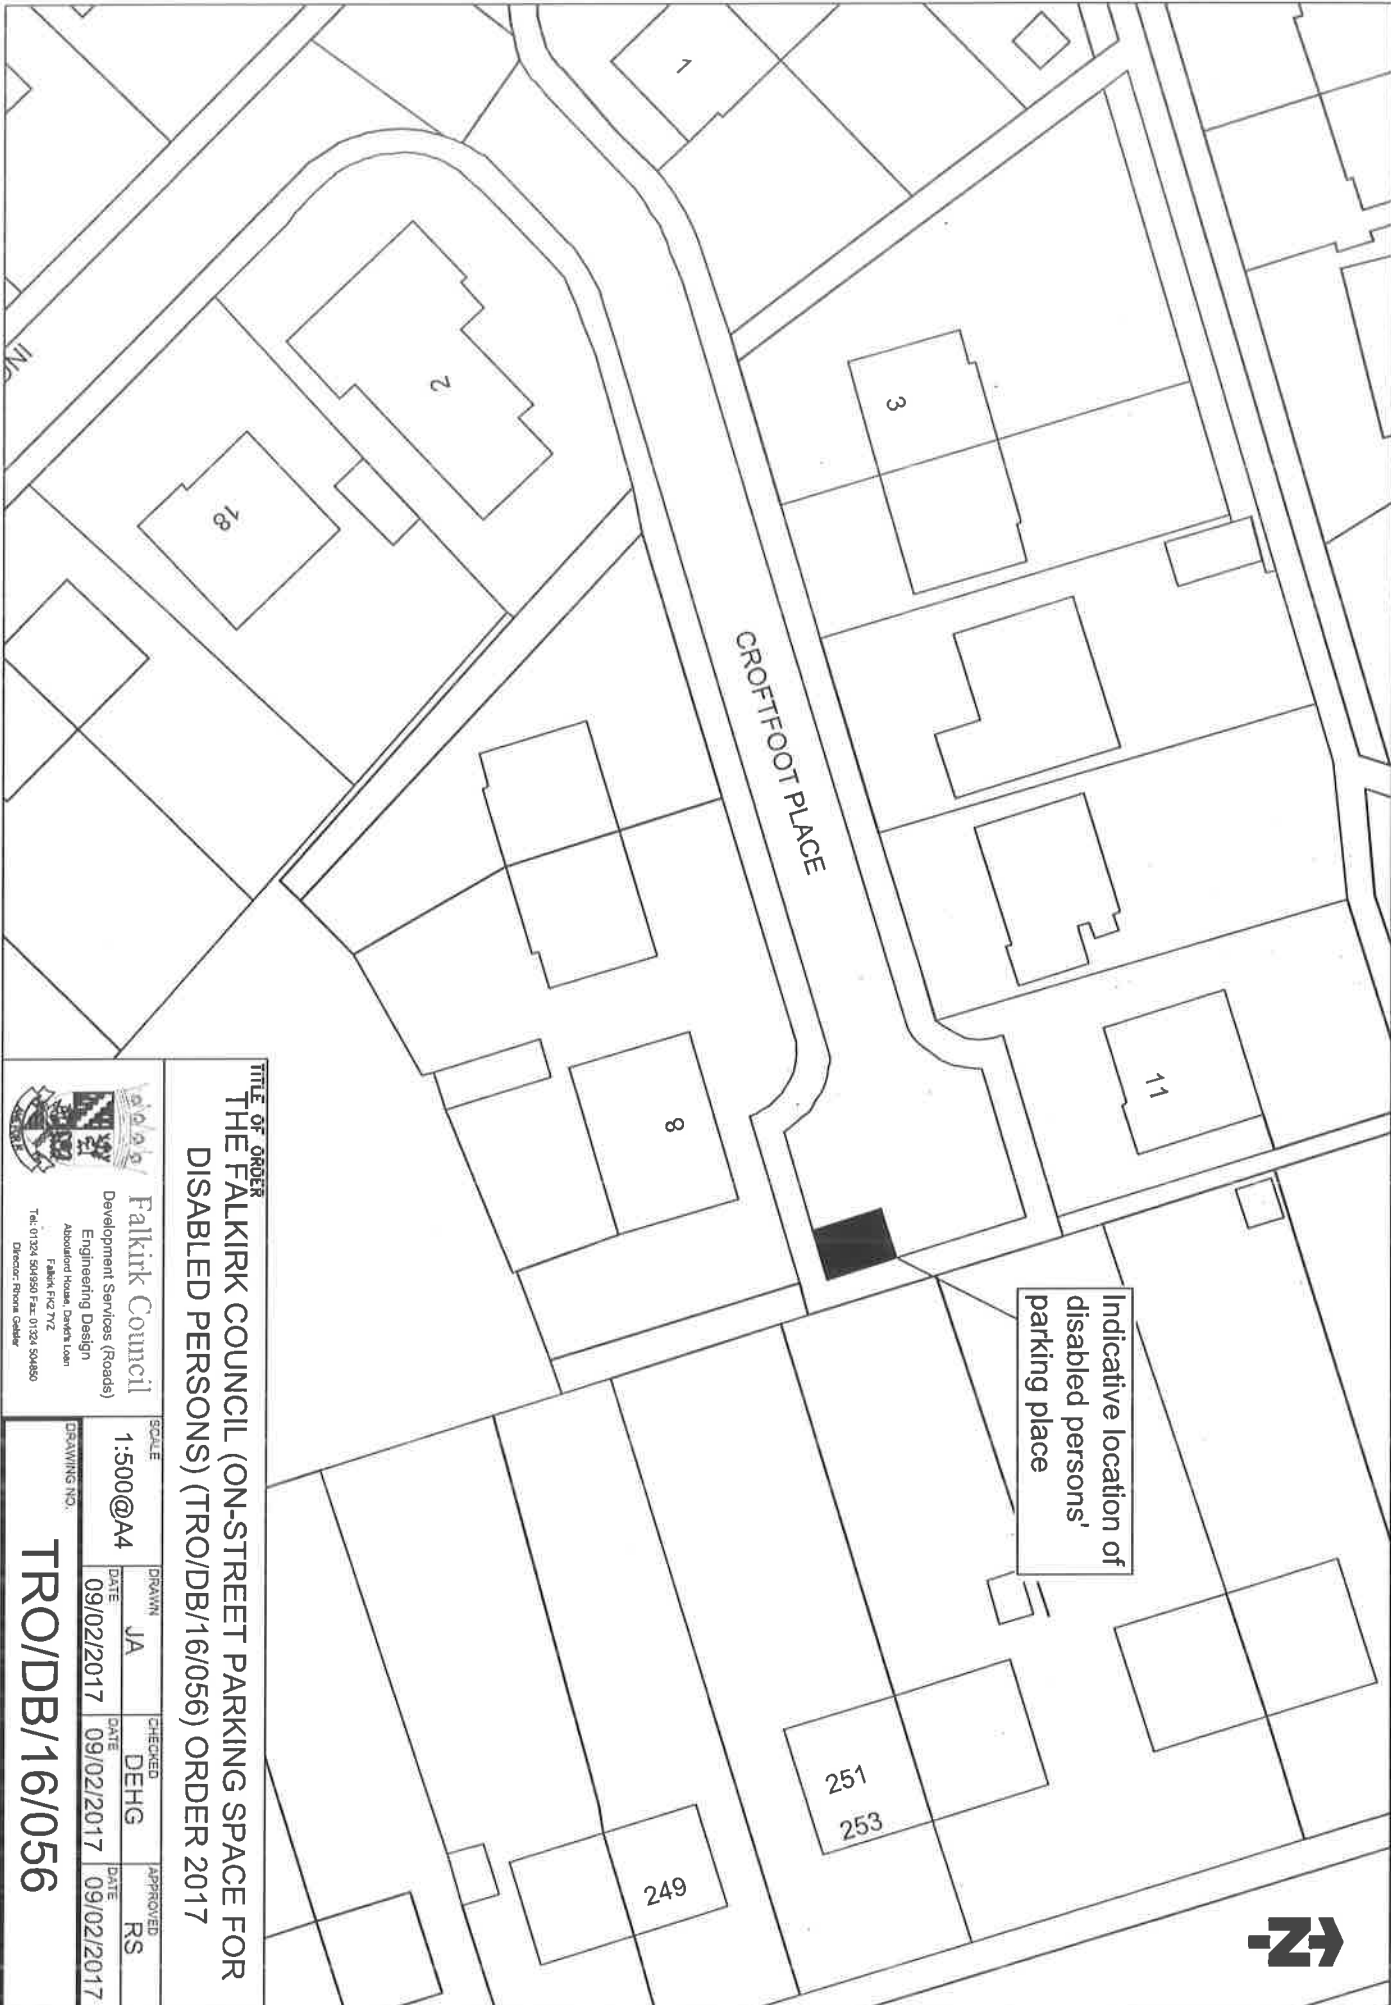 1
3
2
18
CROFTFOOT PLACE
11
8
Indicative location of
disabled persons'
parking place
251
253
249
N
TITLE OF ORDER
THE FALKIRK COUNCIL (ON-STREET PARKING SPACE FOR
DISABLED PERSONS) (TRO/DB/16/056) ORDER 2017
Falkirk Council
Development Services (Roads)
Engineering Design
Abbotsford House, David's Loan
Falkirk FK2 7YZ
Tel: 01324 504950 Fax: 01324 504850
Director: Rhona Geisler
SCALE
1:500@A4
DRAWN
JA
DATE
09/02/2017
CHECKED
DEHG
DATE
09/02/2017
APPROVED
RS
DATE
09/02/2017
DRAWING NO.
TRO/DB/16/056